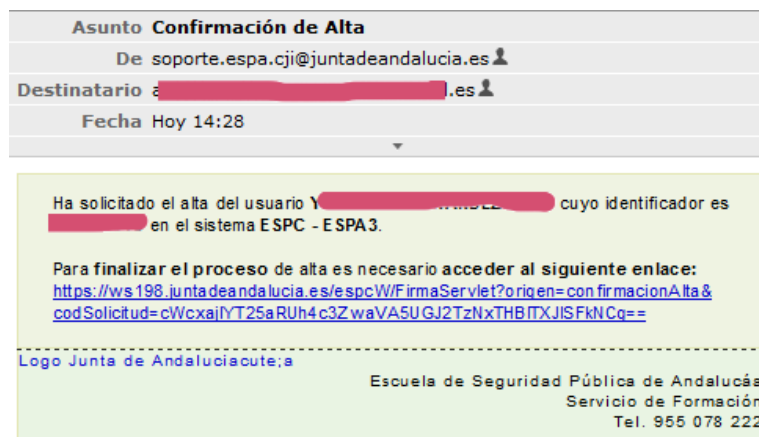 Asunto Confirmación de Alta
De soporte.espa.cji@juntadeandalucia.es
Destinatario .es
Fecha Hoy 14:28
Ha solicitado el alta del usuario Y cuyo identificador es
en el sistema ESPC - ESPA3.
Para finalizar el proceso de alta es necesario acceder al siguiente enlace:
https://ws198.juntadeandalucia.es/espcW/FirmaServlet?origen=confirmacionAlta&
Logo Junta de Andaluciacute;a
Escuela de Seguridad Pública de Andalucáa
Servicio de Formación
Tel. 955 078 222